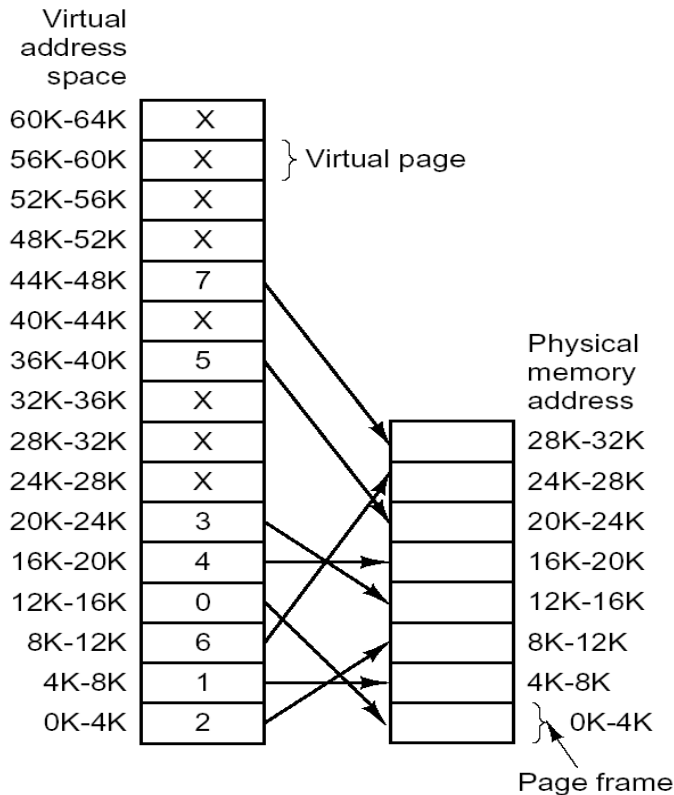 Virtual
address
space
60K-64K X
56K-60K X Virtual page
52K-56K X
48K-52K X
44K-48K 7
40K-44K X
36K-40K 5
32K-36K X
28K-32K X
24K-28K X
20K-24K 3
16K-20K 4
12K-16K 0
8K-12K 6
4K-8K 1
0K-4K 2
Physical
memory
address
28K-32K
24K-28K
20K-24K
16K-20K
12K-16K
8K-12K
4K-8K
0K-4K
Page frame